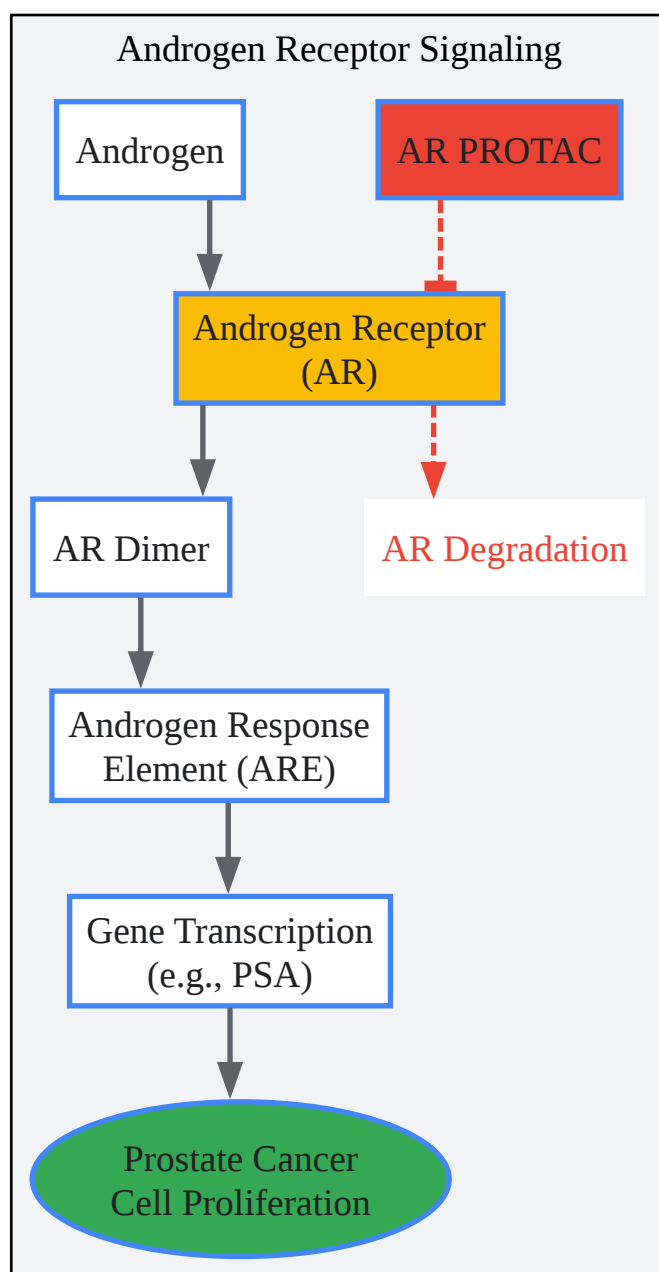 Androgen Receptor Signaling
Androgen
AR PROTAC
Androgen Receptor
(AR)
AR Dimer
AR Degradation
Androgen Response
Element (ARE)
Gene Transcription
(e.g., PSA)
Prostate Cancer
Cell Proliferation